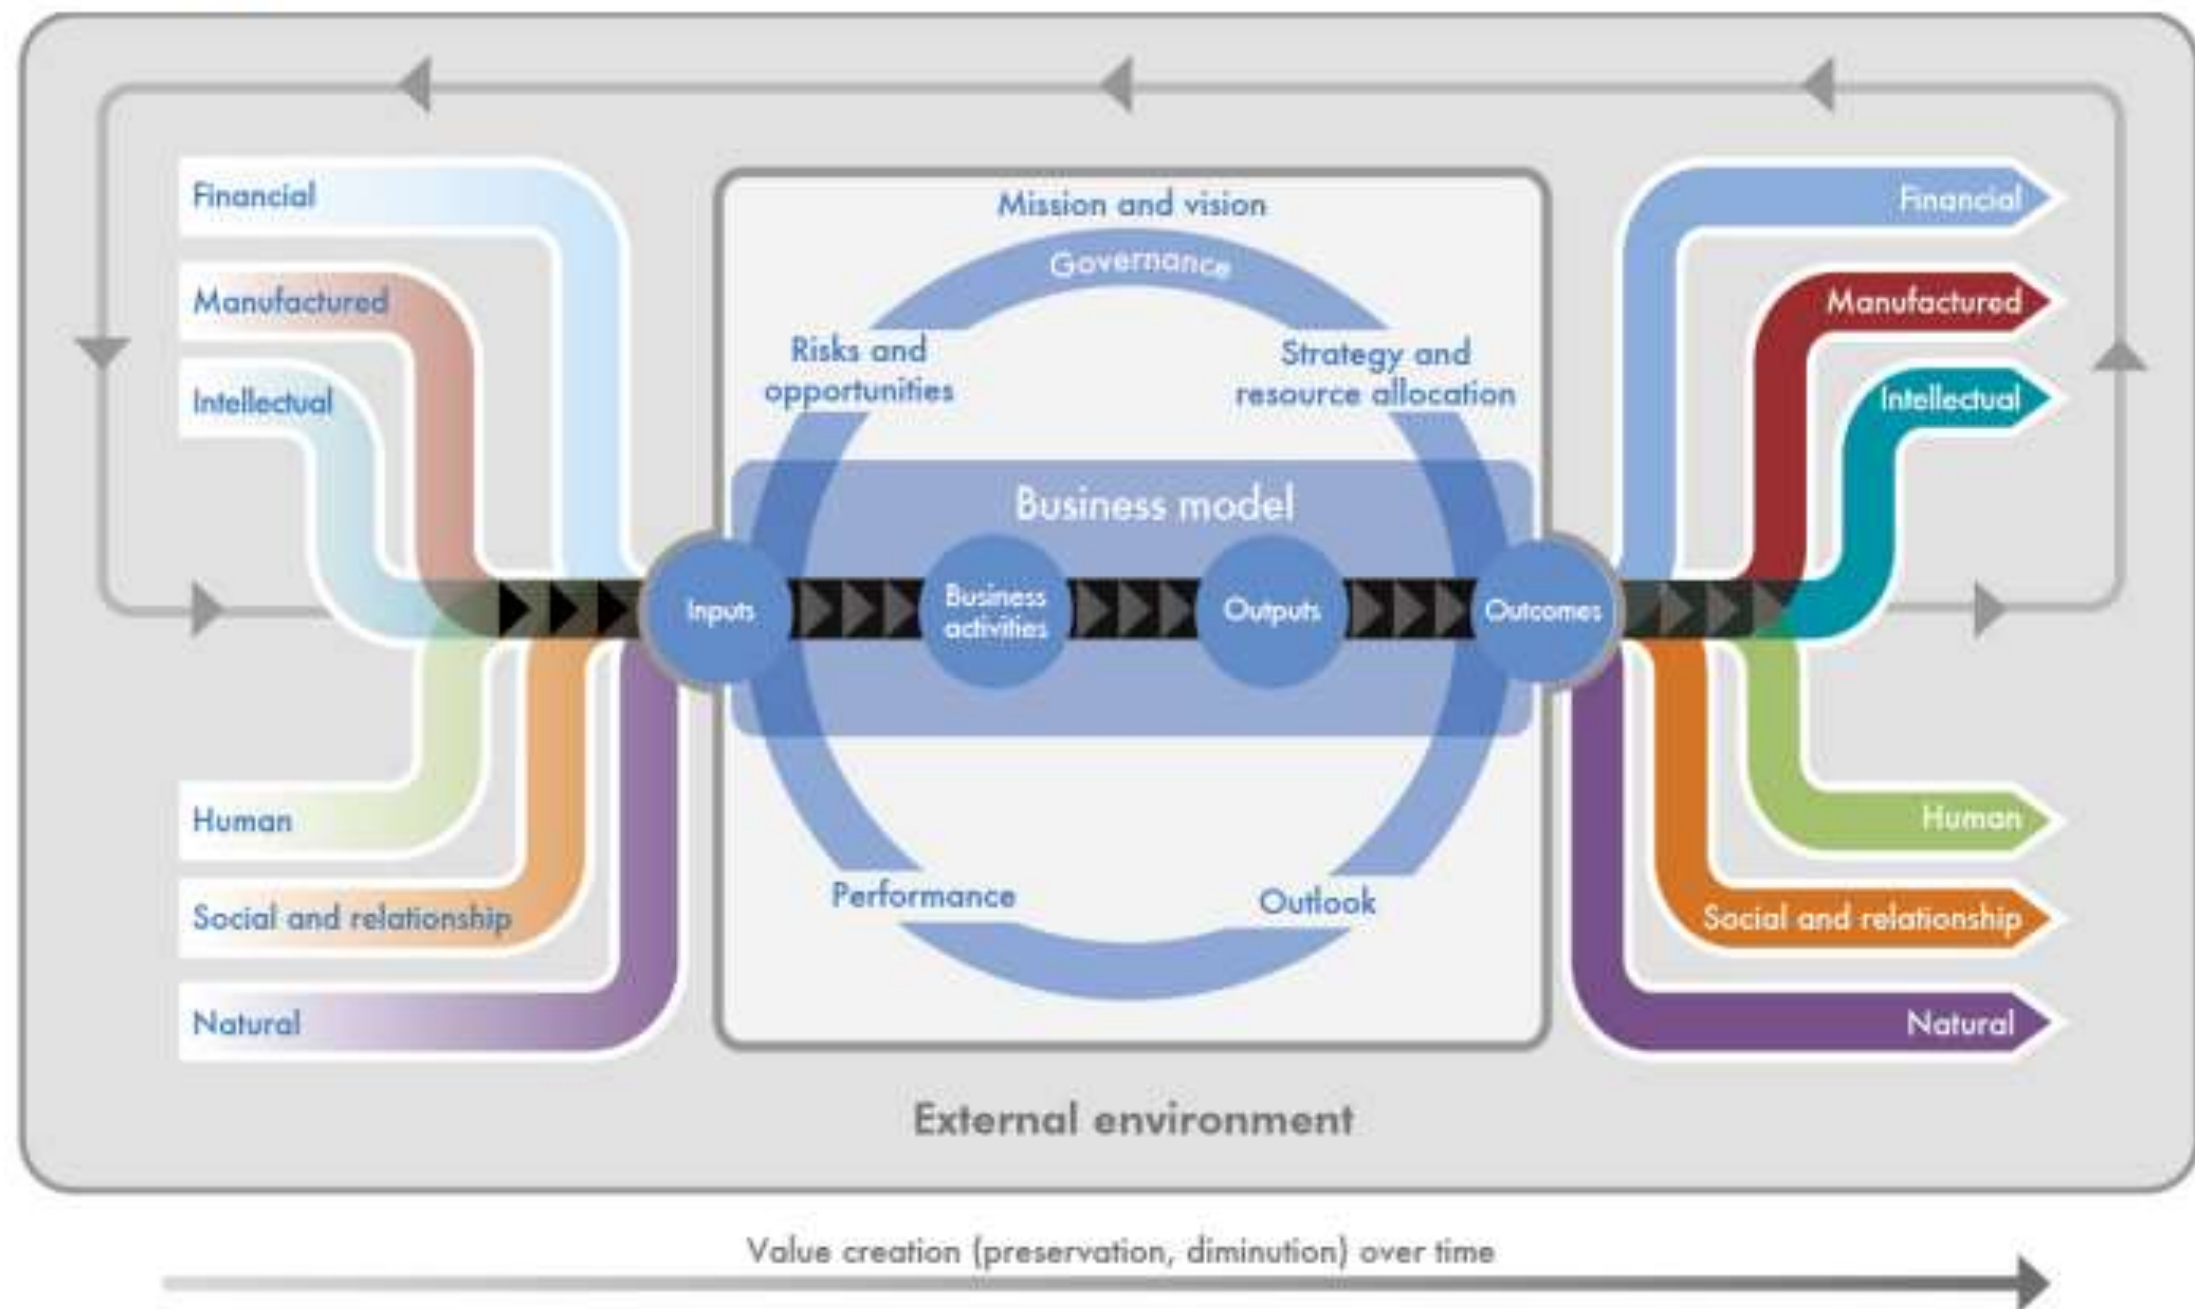 Financial
Manufactured
Intellectual
Human
Social and relationship
Natural
Mission and vision
Governance
Risks and
opportunities
Strategy and
resource allocation
Business model
Inputs
Business
activities
Outputs
Outcomes
Performance
Outlook
Financial
Manufactured
Intellectual
Human
Social and relationship
Natural
External environment
Value creation (preservation, diminution) over time